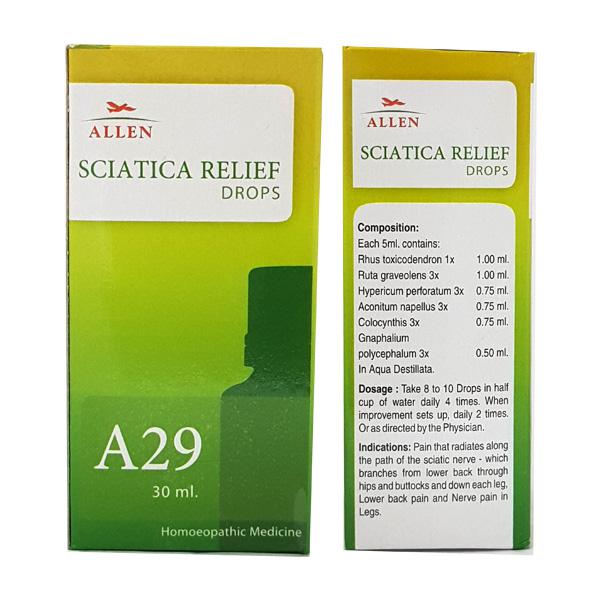 ALLEN
SCIATICA RELIEF
DROPS
A29
30 ml.
Homoeopathic Medicine
ALLEN
SCIATICA RELIEF
DROPS
Composition:
Each 5ml. contains:
Rhus toxicodendron 1x 1.00 ml.
Ruta graveolens 3x 1.00 ml.
Hypericum perforatum 3x 0.75 ml.
Aconitum napellus 3x 0.75 ml.
Colocynthis 3x 0.75 ml.
Gnaphalium
polycephalum 3x 0.50 ml.
In Aqua Destillata.
Dosage : Take 8 to 10 Drops in half
cup of water daily 4 times. When
improvement sets up, daily 2 times.
Or as directed by the Physician.
Indications: Pain that radiates along
the path of the sciatic nerve - which
branches from lower back through
hips and buttocks and down each leg,
Lower back pain and Nerve pain in
Legs.